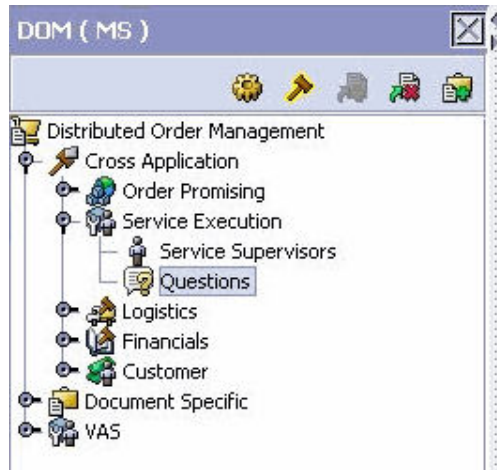 DOM ( MS )
Distributed Order Management
Cross Application
Order Promising
Service Execution
Service Supervisors
Questions
Logistics
Financials
Customer
Document Specific
VAS